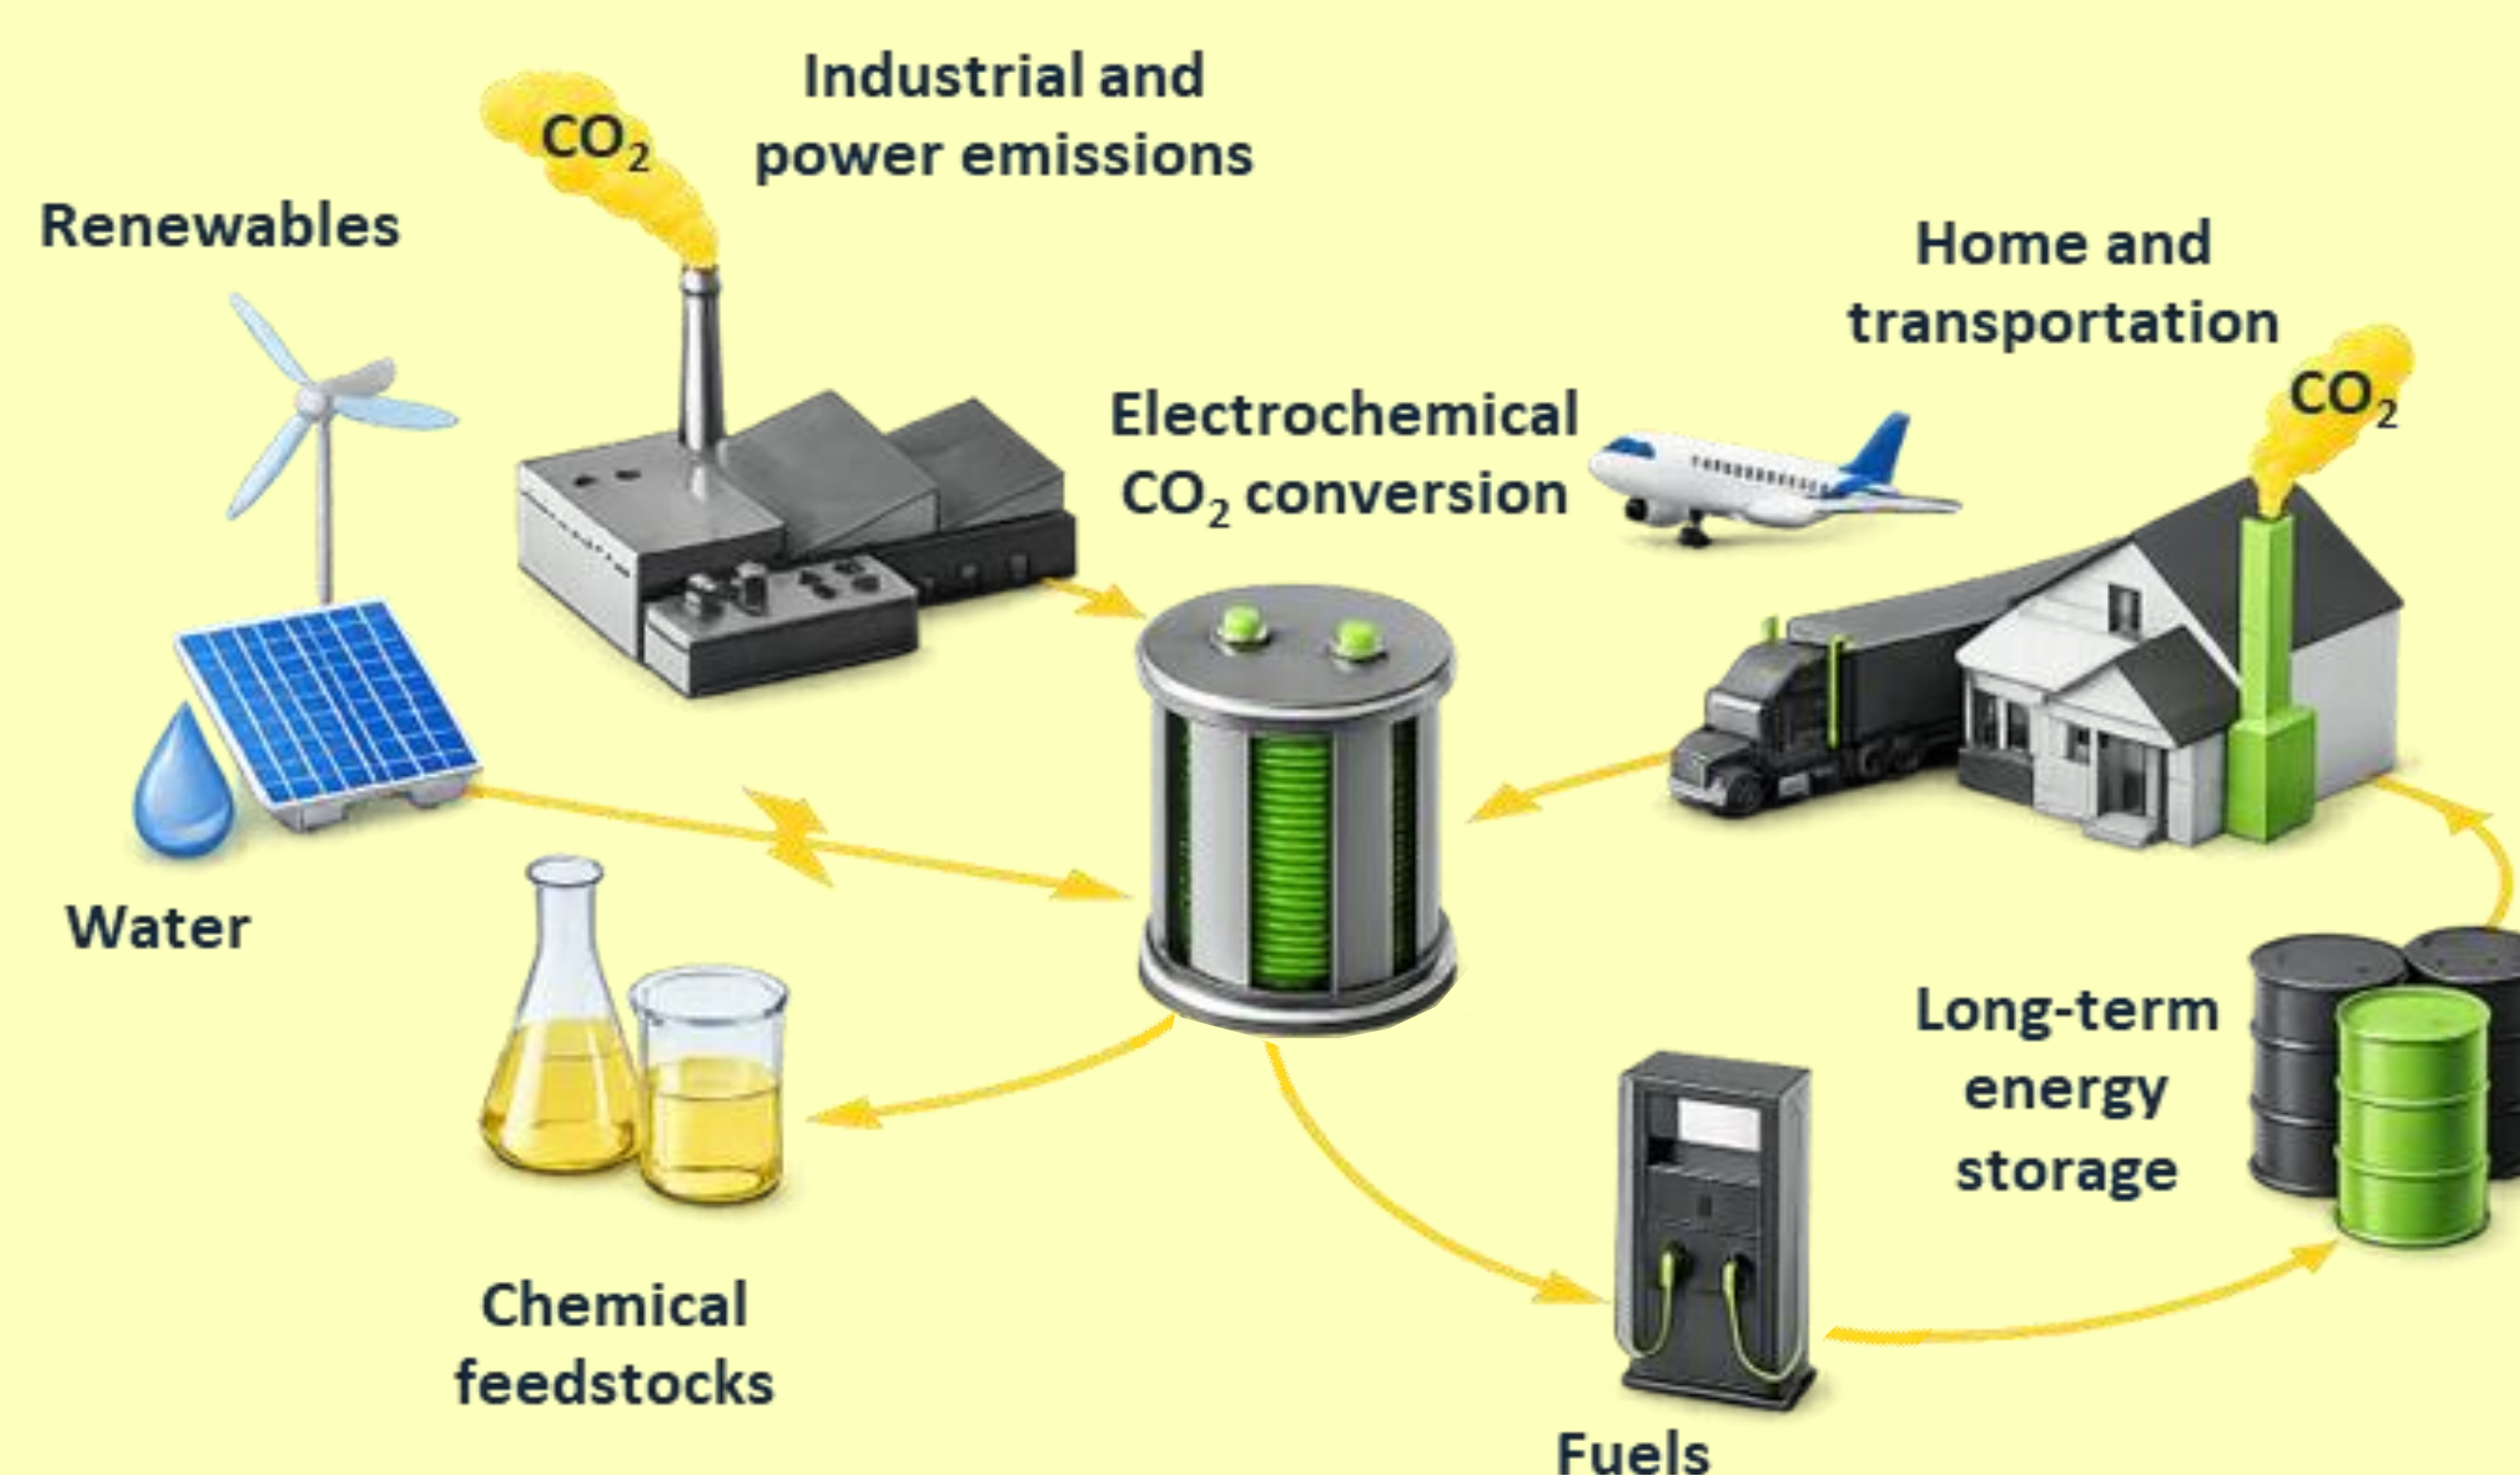 CO₂
Industrial and
power emissions
Renewables
Home and
transportation
CO₂
Electrochemical
CO₂ conversion
Water
Long-term
energy
storage
Chemical
feedstocks
Fuels